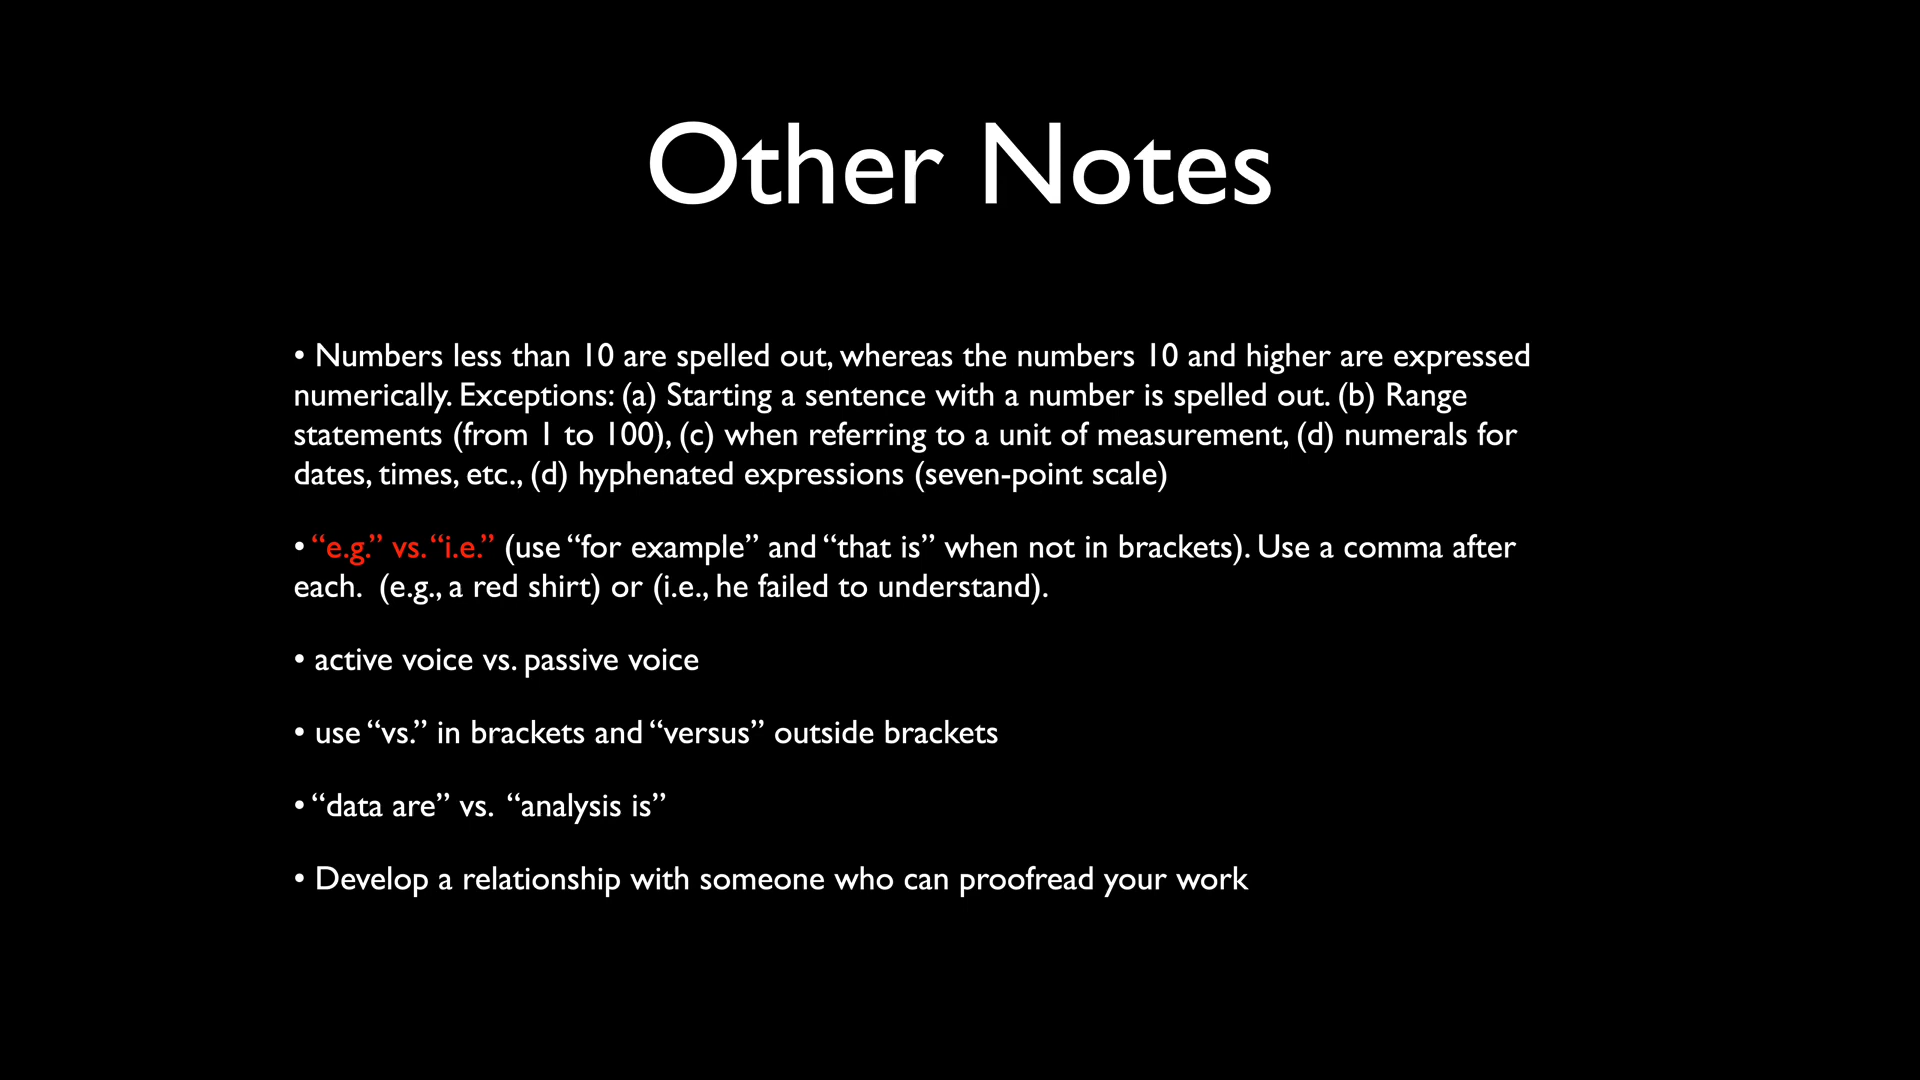 Other Notes
• Numbers less than 10 are spelled out, whereas the numbers 10 and higher are expressed
numerically. Exceptions: (a) Starting a sentence with a number is spelled out. (b) Range
statements (from 1 to 100), (c) when referring to a unit of measurement, (d) numerals for
dates, times, etc., (d) hyphenated expressions (seven-point scale)
• “e.g.” vs. “i.e.” (use “for example” and “that is” when not in brackets). Use a comma after
each.  (e.g., a red shirt) or (i.e., he failed to understand).
• active voice vs. passive voice
• use “vs.” in brackets and “versus” outside brackets
• “data are” vs.  “analysis is”
• Develop a relationship with someone who can proofread your work